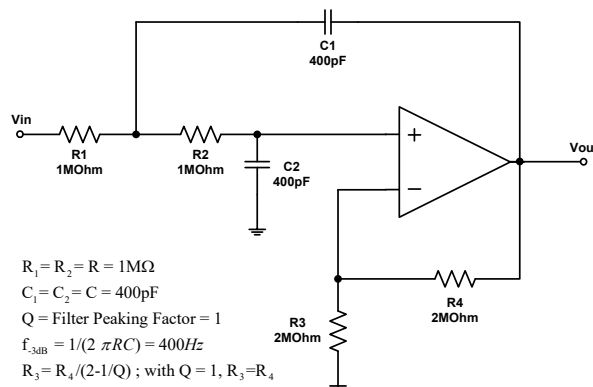 C1
400pF
Vin
R1
1MOhm
R2
1MOhm
C2
400pF
+
−
Vou
R3
2MOhm
R4
2MOhm
R₁= R₂= R = 1MΩ
C₁= C₂= C = 400pF
Q = Filter Peaking Factor = 1
f-3dB = 1/(2 πRC) = 400Hz
R₃= R₄/(2-1/Q) ; with Q = 1, R₃=R₄